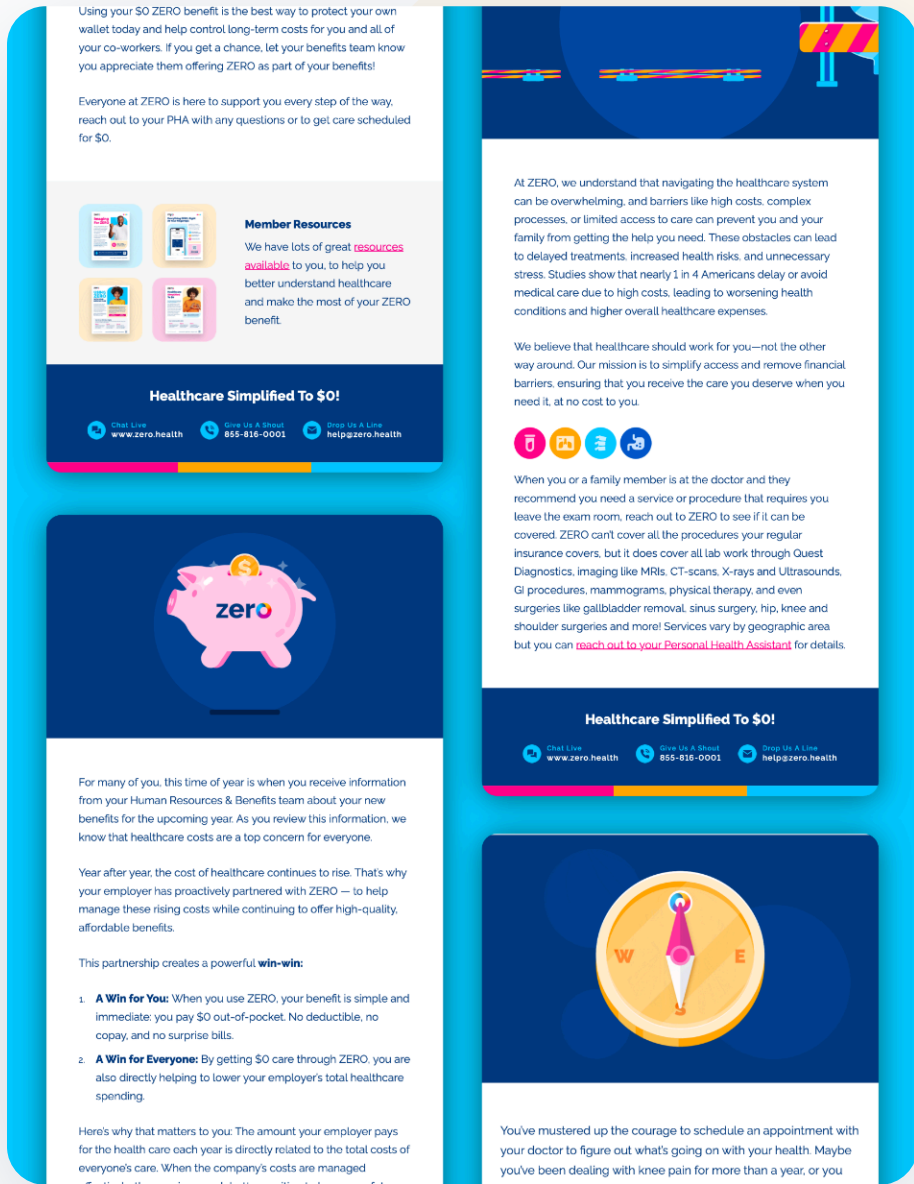 Using your $0 ZERO benefit is the best way to protect your own
wallet today and help control long-term costs for you and all of
your co-workers. If you get a chance, let your benefits team know
you appreciate them offering ZERO as part of your benefits!
Everyone at ZERO is here to support you every step of the way,
reach out to your PHA with any questions or to get care scheduled
for $0.
Member Resources
We have lots of great resources
available to you, to help you
better understand healthcare
and make the most of your ZERO
benefit.
Healthcare Simplified To $0!
Chat Live
www.zero.health
Give Us A Shout
855-816-0001
Drop Us A Line
help@zero.health
$
zero
For many of you, this time of year is when you receive information
from your Human Resources & Benefits team about your new
benefits for the upcoming year. As you review this information, we
know that healthcare costs are a top concern for everyone.
Year after year, the cost of healthcare continues to rise. That's why
your employer has proactively partnered with ZERO — to help
manage these rising costs while continuing to offer high-quality,
affordable benefits.
This partnership creates a powerful win-win:
1. A Win for You: When you use ZERO, your benefit is simple and
immediate: you pay $0 out-of-pocket. No deductible, no
copay, and no surprise bills.
2. A Win for Everyone: By getting $0 care through ZERO, you are
also directly helping to lower your employer's total healthcare
spending.
Here's why that matters to you: The amount your employer pays
for the health care each year is directly related to the total costs of
everyone's care. When the company's costs are managed
At ZERO, we understand that navigating the healthcare system
can be overwhelming, and barriers like high costs, complex
processes, or limited access to care can prevent you and your
family from getting the help you need. These obstacles can lead
to delayed treatments, increased health risks, and unnecessary
stress. Studies show that nearly 1 in 4 Americans delay or avoid
medical care due to high costs, leading to worsening health
conditions and higher overall healthcare expenses.
We believe that healthcare should work for you—not the other
way around. Our mission is to simplify access and remove financial
barriers, ensuring that you receive the care you deserve when you
need it, at no cost to you.
When you or a family member is at the doctor and they
recommend you need a service or procedure that requires you
leave the exam room, reach out to ZERO to see if it can be
covered. ZERO can't cover all the procedures your regular
insurance covers, but it does cover all lab work through Quest
Diagnostics, imaging like MRIs, CT-scans, X-rays and Ultrasounds,
GI procedures, mammograms, physical therapy, and even
surgeries like gallbladder removal, sinus surgery, hip, knee and
shoulder surgeries and more! Services vary by geographic area
but you can reach out to your Personal Health Assistant for details.
Healthcare Simplified To $0!
Chat Live
www.zero.health
Give Us A Shout
855-816-0001
Drop Us A Line
help@zero.health
W E
S
You've mustered up the courage to schedule an appointment with
your doctor to figure out what's going on with your health. Maybe
you've been dealing with knee pain for more than a year, or you